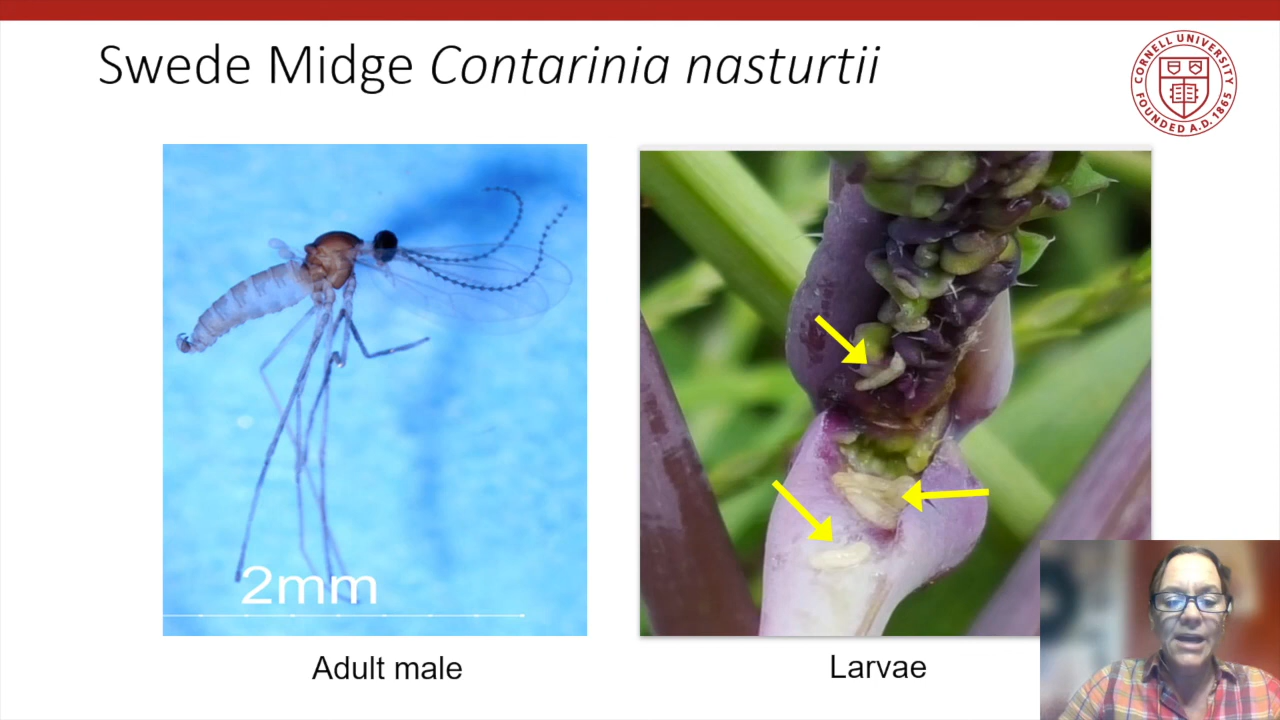 Swede Midge Contarinia nasturtii
CORNELL UNIVERSITY
FOUNDED A.D. 1865
2mm
Adult male
Larvae